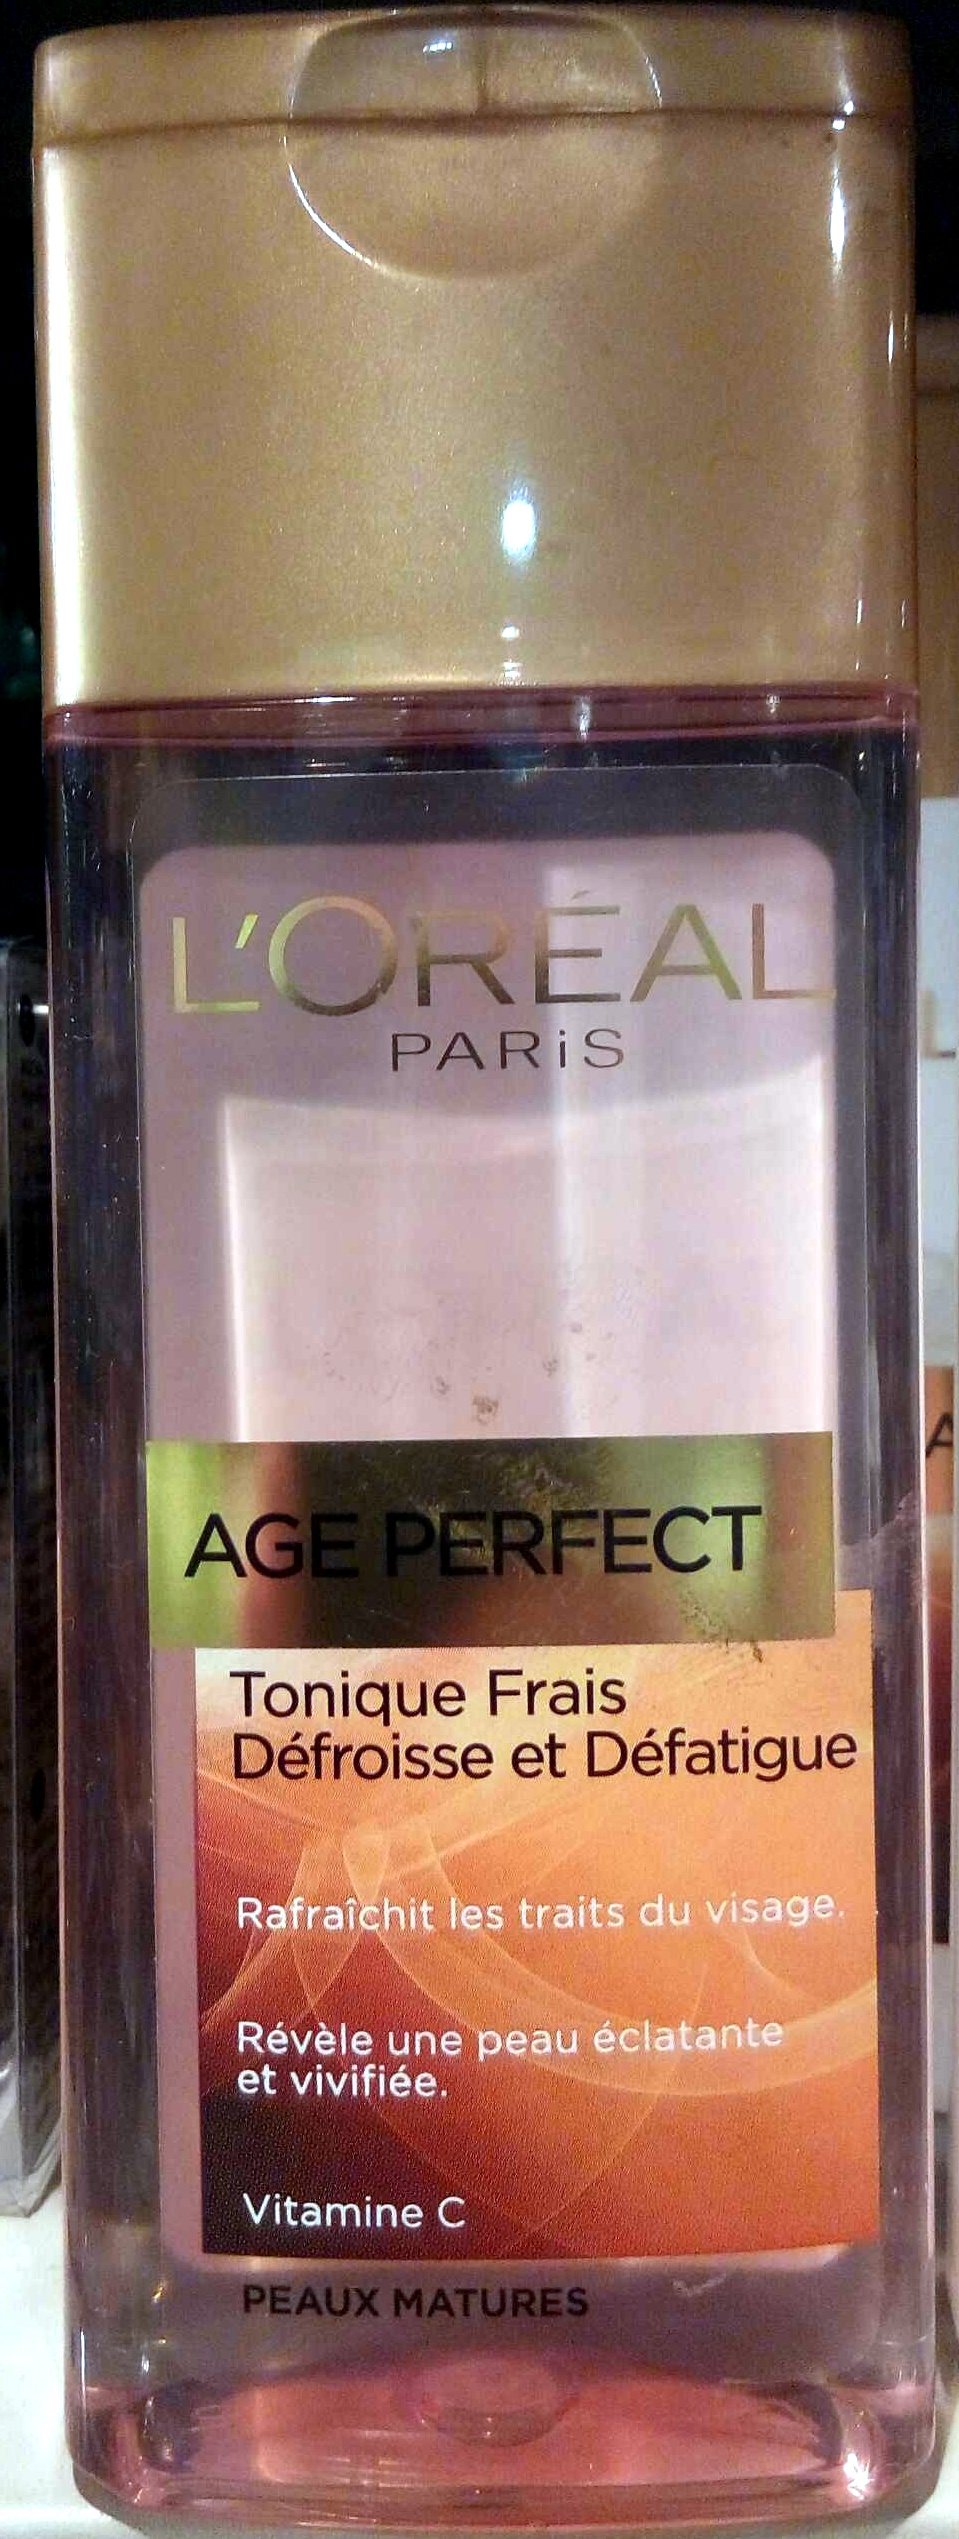 L'ORÉAL
PARiS
AGE PERFECT
Tonique Frais
Défroisse et Défatigue
Rafraîchit les traits du visage.
Révèle une peau éclatante
et vivifiée.
Vitamine C
PEAUX MATURES